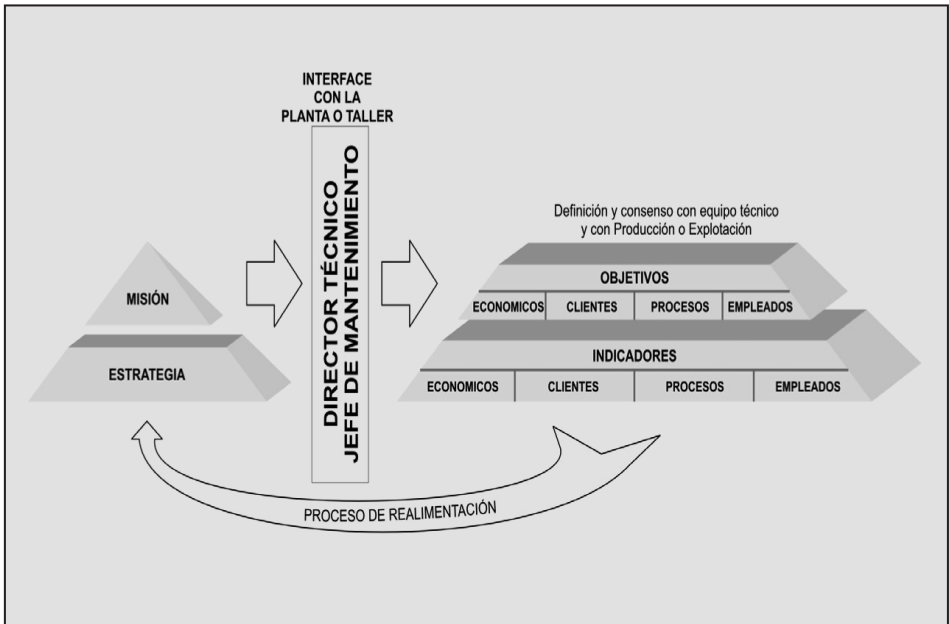 INTERFACE
CON LA
PLANTA O TALLER
DIRECTOR TÉCNICO
JEFE DE MANTENIMIENTO
MISIÓN
ESTRATEGIA
Definición y consenso con equipo técnico
y con Producción o Explotación
OBJETIVOS
ECONOMICOS CLIENTES PROCESOS EMPLEADOS
INDICADORES
ECONOMICOS CLIENTES PROCESOS EMPLEADOS
PROCESO DE REALIMENTACIÓN